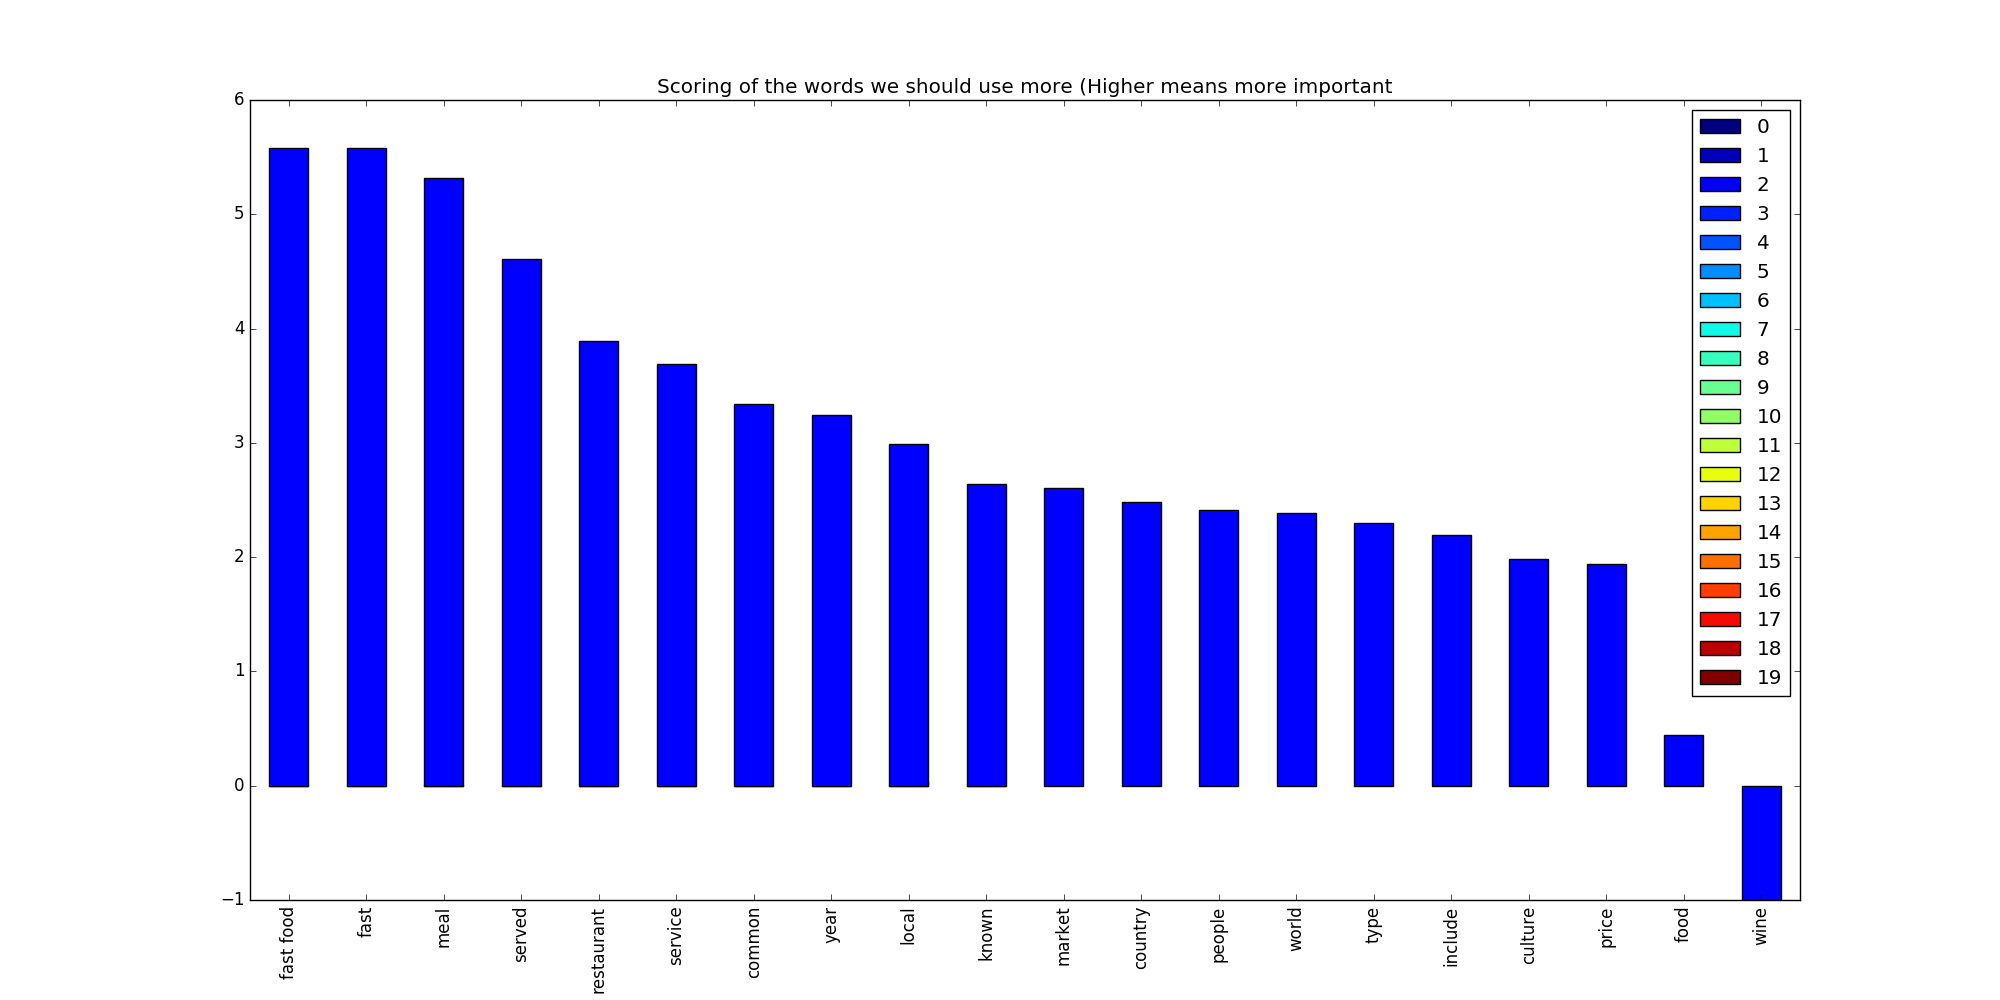 Scoring of the words we should use more (Higher means more important
6
5
4
3
2
1
0
−1
0
1
2
3
4
5
6
7
8
9
10
11
12
13
14
15
16
17
18
19
fast food
fast
meal
served
restaurant
service
common
year
local
known
market
country
people
world
type
include
culture
price
food
wine